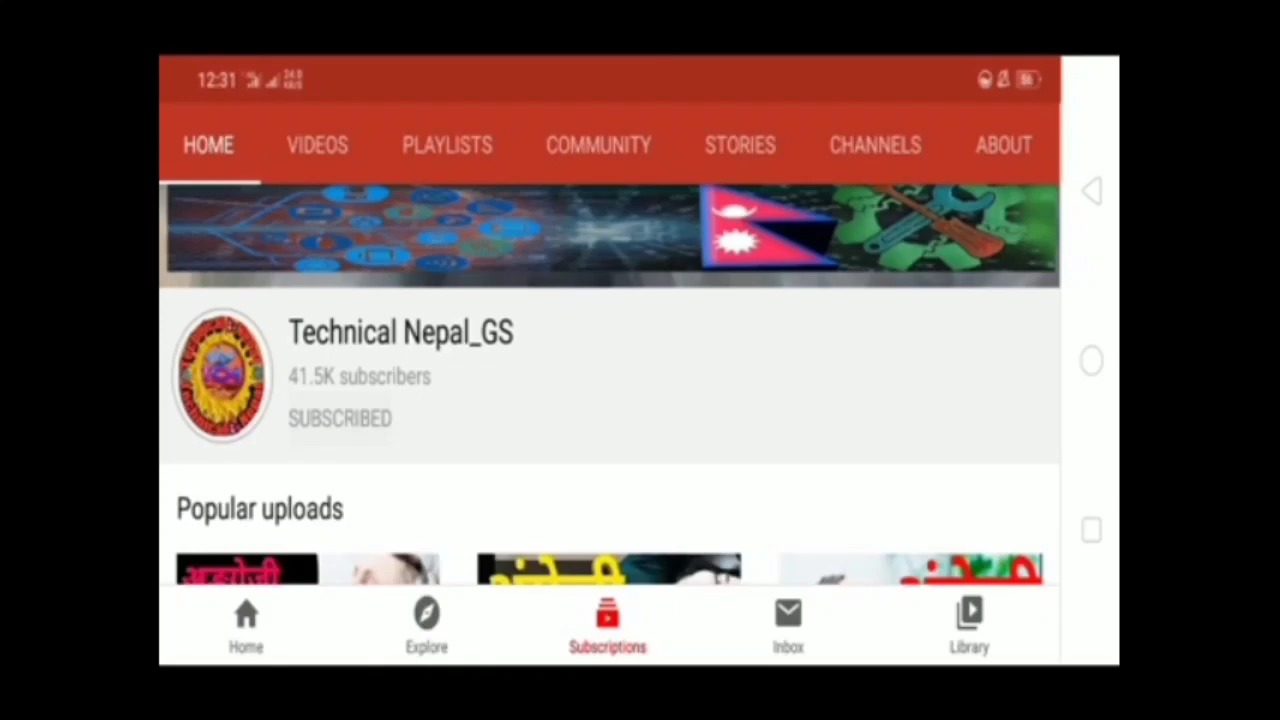 12:31
HOME VIDEOS PLAYLISTS COMMUNITY STORIES CHANNELS ABOUT
Technical Nepal_GS
41.5K subscribers
SUBSCRIBED
Popular uploads
Home Explore Subscriptions Inbox Library